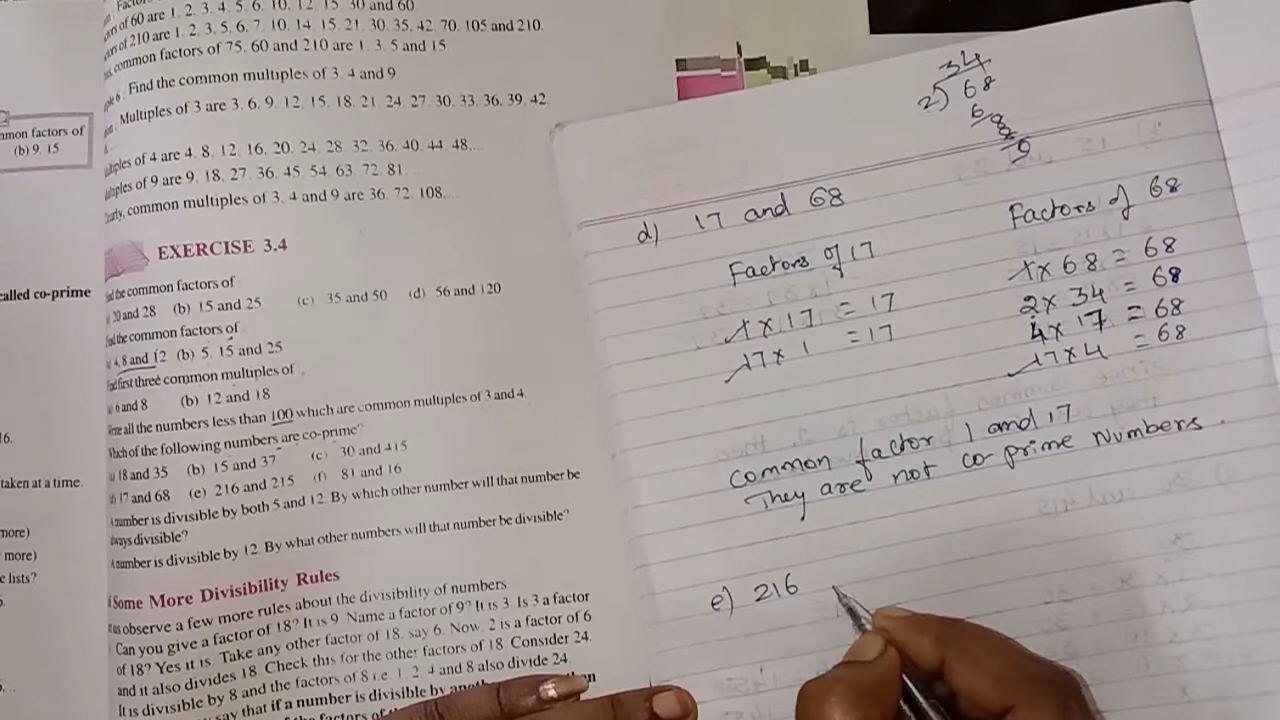 of 60 are 1. 2. 3. 4. 5. 6. 10. 12. 15. 30 and 60
of 210 are 1. 2. 3. 5. 6. 7. 10. 14. 15. 21. 30. 35. 42. 70. 105 and 210.
common factors of 75. 60 and 210 are 1. 3. 5 and 15
6 : Find the common multiples of 3. 4 and 9
Multiples of 3 are 3. 6. 9. 12. 15. 18. 21. 24. 27. 30. 33. 36. 39. 42.
of 4 are 4. 8. 12. 16. 20. 24. 28. 32. 36. 40. 44. 48....
of 9 are 9. 18. 27. 36. 45. 54. 63. 72. 81.
common multiples of 3. 4 and 9 are 36. 72. 108....
factors of
(b) 9. 15
called co-prime
16.
taken at a time.
more)
more)
lists?
EXERCISE 3.4
the common factors of
20 and 28 (b) 15 and 25 (c) 35 and 50 (d) 56 and 120
the common factors of
4, 8 and 12 (b) 5. 15 and 25
first three common multiples of
6 and 8 (b) 12 and 18
all the numbers less than 100 which are common multiples of 3 and 4
of the following numbers are co-prime?
18 and 35 (b) 15 and 37 (c) 30 and 415
17 and 68 (e) 216 and 215 (f) 81 and 16
number is divisible by both 5 and 12. By which other number will that number be
divisible?
number is divisible by 12. By what other numbers will that number be divisible?
Some More Divisibility Rules
observe a few more rules about the divisibility of numbers
Can you give a factor of 18? It is 9. Name a factor of 9? It is 3. Is 3 a factor
of 18? Yes it is. Take any other factor of 18. say 6. Now. 2 is a factor of 6
and it also divides 18. Check this for the other factors of 18. Consider 24.
It is divisible by 8 and the factors of 8 i.e. 1. 2. 4 and 8 also divide 24.
say that if a number is divisible by
34
2) 68
6
8
8
0
d) 17 and 68
Factors of 17
1 x 17 = 17
17 x 1 = 17
Factors of 68
1 x 68 = 68
2 x 34 = 68
4 x 17 = 68
17 x 4 = 68
common factor 1 and 17
They are not co-prime Numbers.
e) 216